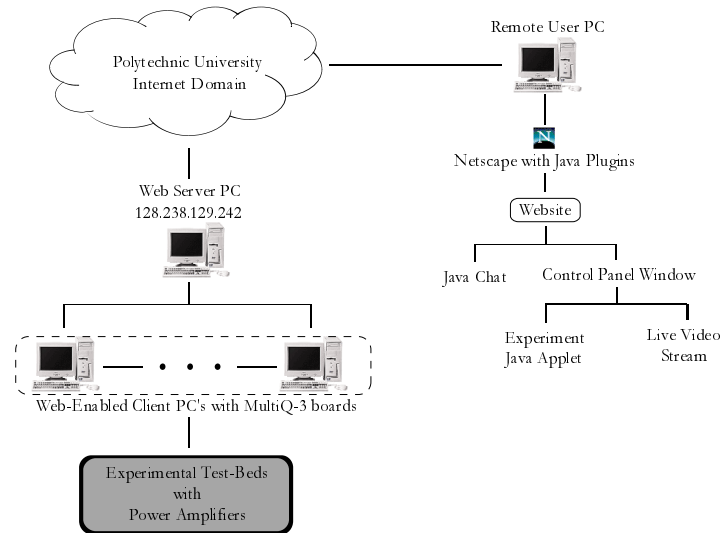 Polytechnic University
Internet Domain
Remote User PC
N
Netscape with Java Plugins
Website
Java Chat
Control Panel Window
Experiment
Java Applet
Live Video
Stream
Web Server PC
128.238.129.242
Web-Enabled Client PC's with MultiQ-3 boards
Experimental Test-Beds
with
Power Amplifiers